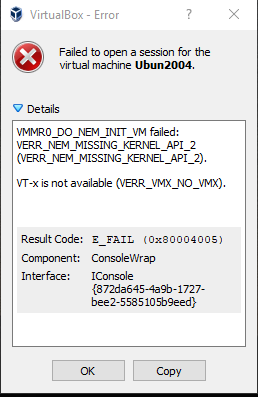 VirtualBox - Error
? ×
Failed to open a session for the
virtual machine Ubun2004.
Details
VMMR0_DO_NEM_INIT_VM failed:
VERR_NEM_MISSING_KERNEL_API_2
(VERR_NEM_MISSING_KERNEL_API_2).
VT-x is not available (VERR_VMX_NO_VMX).
Result Code: E_FAIL (0x80004005)
Component: ConsoleWrap
Interface: IConsole
{872da645-4a9b-1727-
bee2-5585105b9eed}
OK Copy